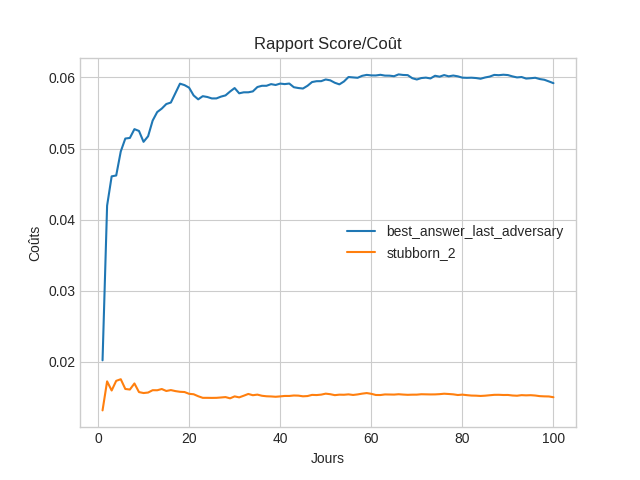 Rapport Score/Coût
0.06
0.05
0.04
0.03
0.02
Coûts
best_answer_last_adversary
stubborn_2
0 20 40 60 80 100
Jours